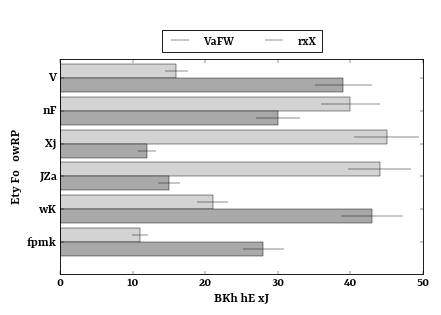 VaFW rxX
V
nF
Xj
JZa
wK
fpmk
Ety Fo owRP
0 10 20 30 40 50
BKh hE xJ